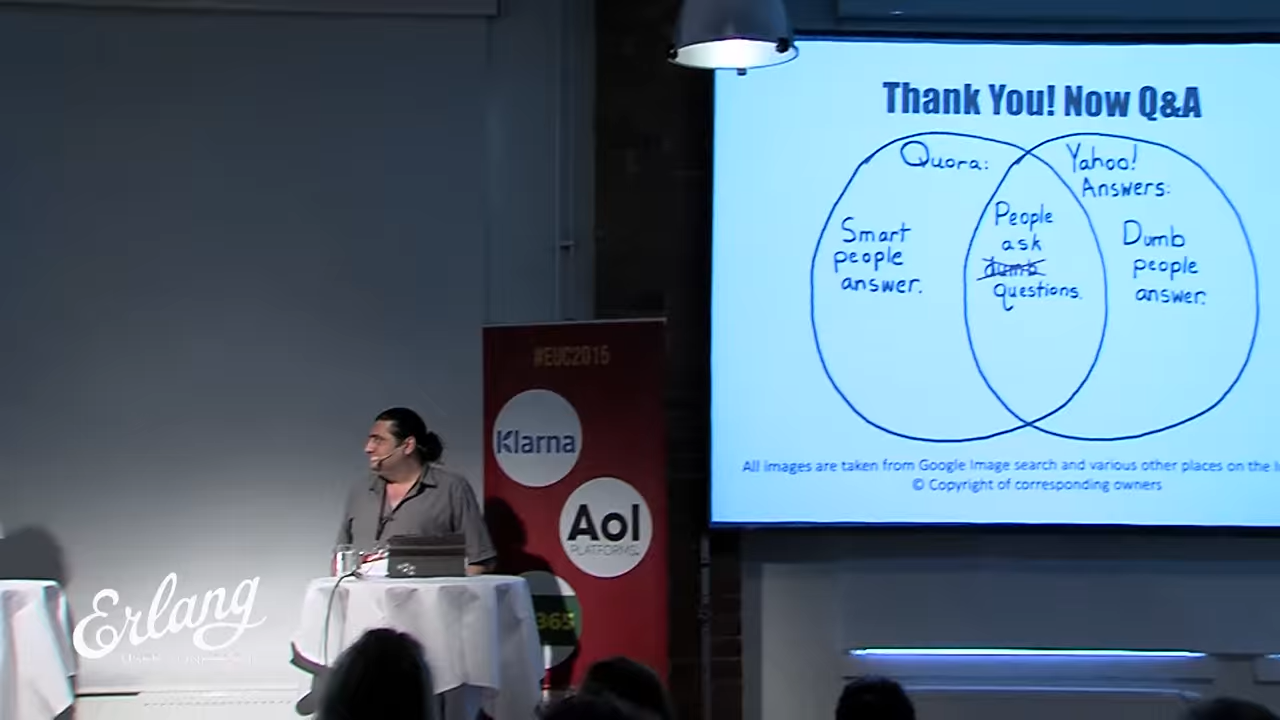 Thank You! Now Q&A
Quora:
Yahoo!
Answers:
Smart
people
answer.
People
ask
dumb
questions.
Dumb
people
answer.
All images are taken from Google Image search and various other places on the
© Copyright of corresponding owners
#EUC2015
Klarna
Aol
PLATFORMS.
365
Erlang